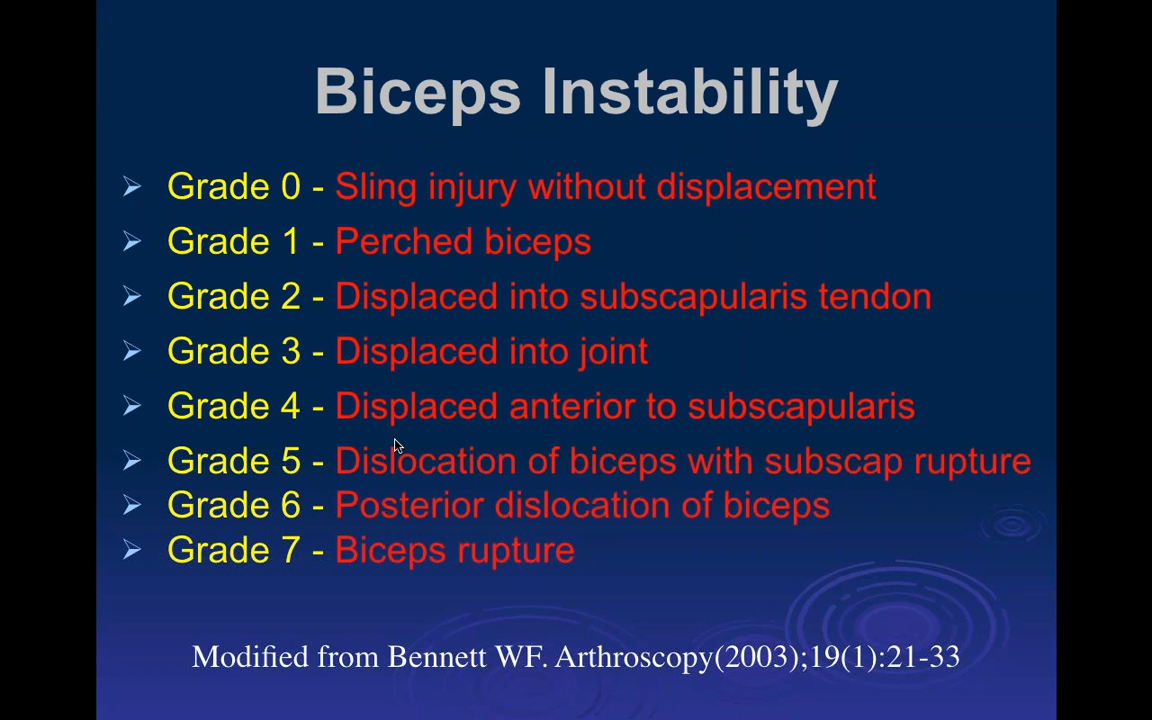 Biceps Instability
Grade 0 - Sling injury without displacement
Grade 1 - Perched biceps
Grade 2 - Displaced into subscapularis tendon
Grade 3 - Displaced into joint
Grade 4 - Displaced anterior to subscapularis
Grade 5 - Dislocation of biceps with subscap rupture
Grade 6 - Posterior dislocation of biceps
Grade 7 - Biceps rupture
Modified from Bennett WF. Arthroscopy(2003);19(1):21-33